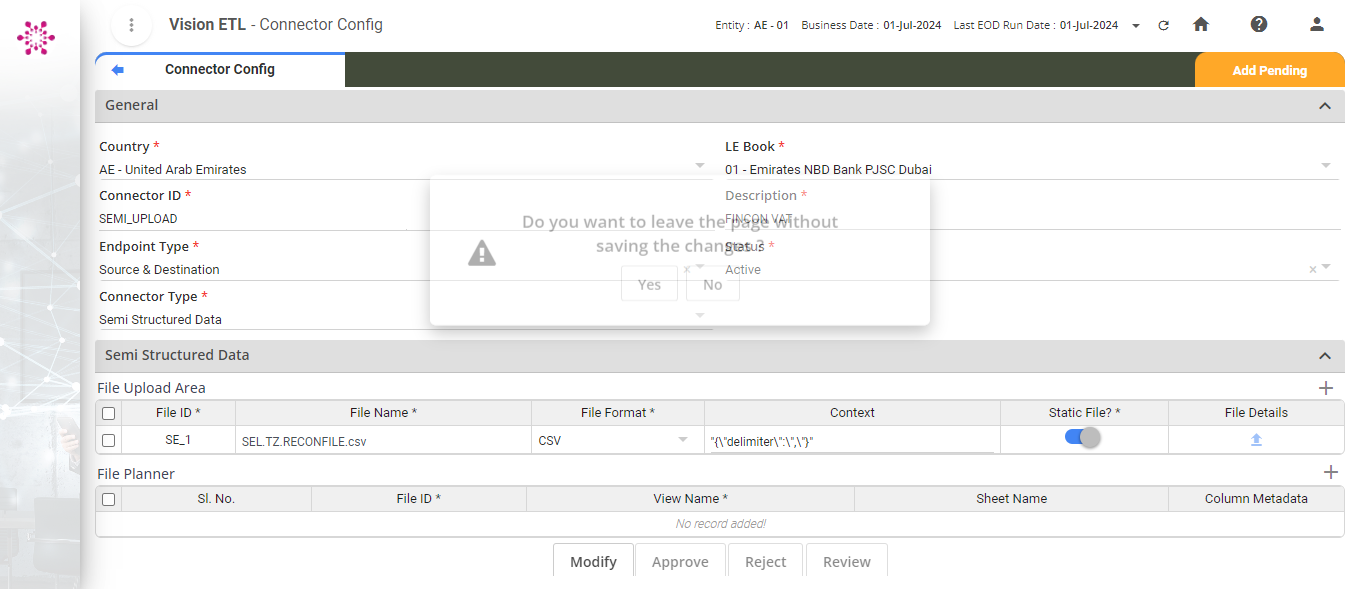 Vision ETL - Connector Config
Entity : AE - 01 Business Date : 01-Jul-2024 Last EOD Run Date : 01-Jul-2024
Connector Config
Add Pending
General
Country *
AE - United Arab Emirates
LE Book *
01 - Emirates NBD Bank PJSC Dubai
Connector ID *
SEMI_UPLOAD
Description *
FINCON VAT
Endpoint Type *
Source & Destination
Status *
Active
Connector Type *
Semi Structured Data
Do you want to leave the page without
saving the changes ?
Yes No
Semi Structured Data
File Upload Area
File ID * File Name * File Format * Context Static File? * File Details
SE_1 SEL.TZ.RECONFILE.csv CSV "{\"delimiter\":\",\"}"
File Planner
Sl. No. File ID * View Name * Sheet Name Column Metadata
No record added!
Modify Approve Reject Review